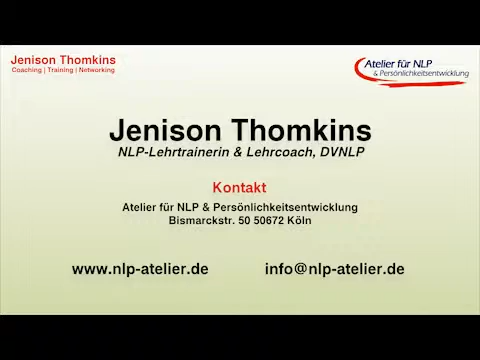 Jenison Thomkins
Coaching | Training | Networking
Atelier für NLP
& Persönlichkeitsentwicklung
Jenison Thomkins
NLP-Lehrtrainerin & Lehrcoach, DVNLP
Kontakt
Atelier für NLP & Persönlichkeitsentwicklung
Bismarckstr. 50 50672 Köln
www.nlp-atelier.de
info@nlp-atelier.de